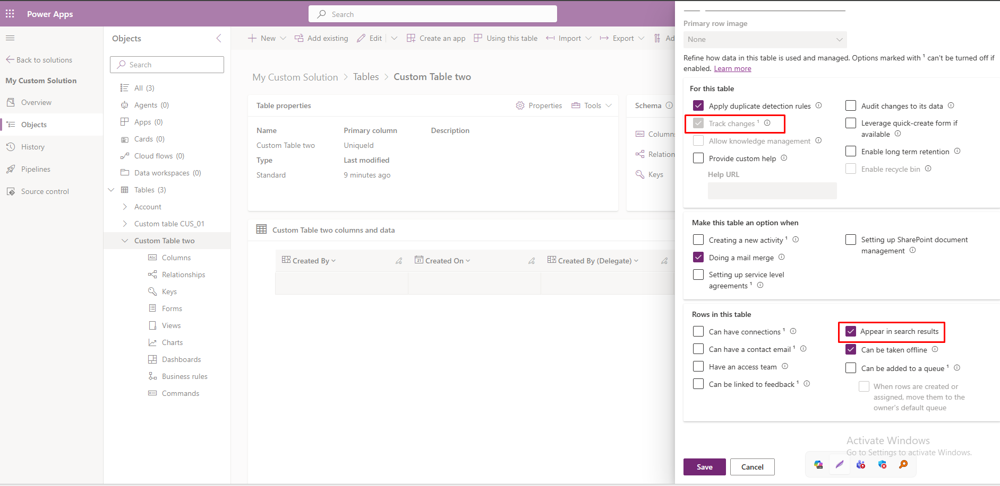 Power Apps
Search
Back to solutions
My Custom Solution
Overview
Objects
History
Pipelines
Source control
Objects
Search
All (3)
Agents (0)
Apps (0)
Cards (0)
Cloud flows (0)
Data workspaces (0)
Tables (3)
Account
Custom table CUS_01
Custom Table two
Columns
Relationships
Keys
Forms
Views
Charts
Dashboards
Business rules
Commands
New
Add existing
Edit
Create an app
Using this table
Import
Export
Ad
My Custom Solution > Tables > Custom Table two
Table properties
Properties
Tools
Name
Primary column
Description
Custom Table two
UniqueId
Type
Last modified
Standard
9 minutes ago
Schema
Column
Relation
Keys
Custom Table two columns and data
Created By
Created On
Created By (Delegate)
Primary row image
None
Refine how data in this table is used and managed. Options marked with ¹ can't be turned off if
enabled. Learn more
For this table
Apply duplicate detection rules
Track changes ¹
Allow knowledge management
Provide custom help
Help URL
Audit changes to its data
Leverage quick-create form if
available
Enable long term retention
Enable recycle bin
Make this table an option when
Creating a new activity ¹
Doing a mail merge
Setting up service level
agreements ¹
Setting up SharePoint document
management
Rows in this table
Can have connections ¹
Can have a contact email ¹
Have an access team
Can be linked to feedback ¹
Appear in search results
Can be taken offline
Can be added to a queue ¹
When rows are created or
assigned, move them to the
owner's default queue
Activate Windows
Go to Settings to activate Windows.
Save
Cancel